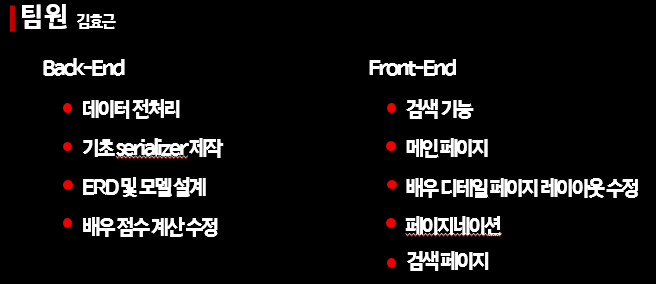 팀원 김효근
Back-End
데이터 전처리
기초 serializer 제작
ERD 및 모델 설계
배우 점수 계산 수정
Front-End
검색 기능
메인 페이지
배우 디테일 페이지 레이아웃 수정
페이지네이션
검색 페이지